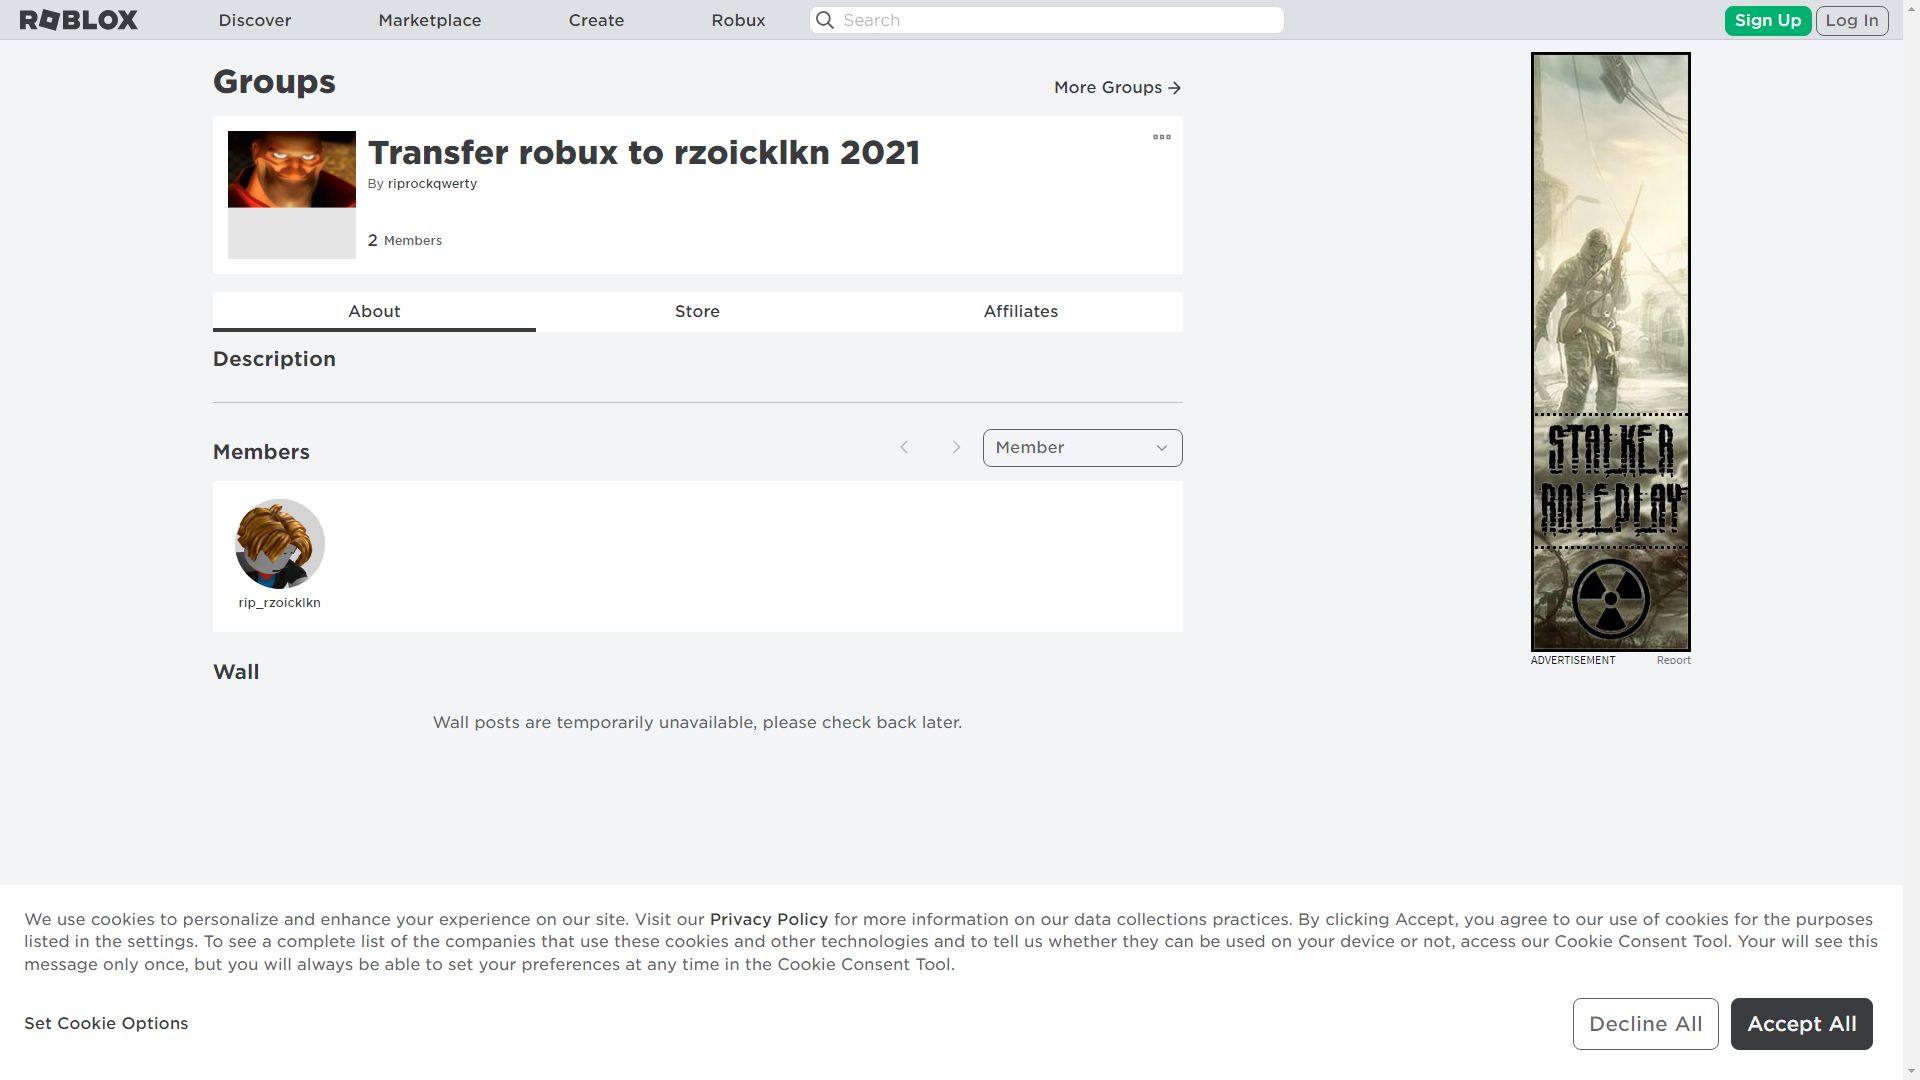 ROBLOX
Discover
Marketplace
Create
Robux
Search
Sign Up
Log In
Groups
More Groups
Transfer robux to rzoicklkn 2021
By riprockqwerty
2 Members
About
Store
Affiliates
Description
Members
Member
rip_rzoicklkn
Wall
Wall posts are temporarily unavailable, please check back later.
STALKER
ROLEPLAY
ADVERTISEMENT
Report
We use cookies to personalize and enhance your experience on our site. Visit our Privacy Policy for more information on our data collections practices. By clicking Accept, you agree to our use of cookies for the purposes
listed in the settings. To see a complete list of the companies that use these cookies and other technologies and to tell us whether they can be used on your device or not, access our Cookie Consent Tool. Your will see this
message only once, but you will always be able to set your preferences at any time in the Cookie Consent Tool.
Set Cookie Options
Decline All
Accept All